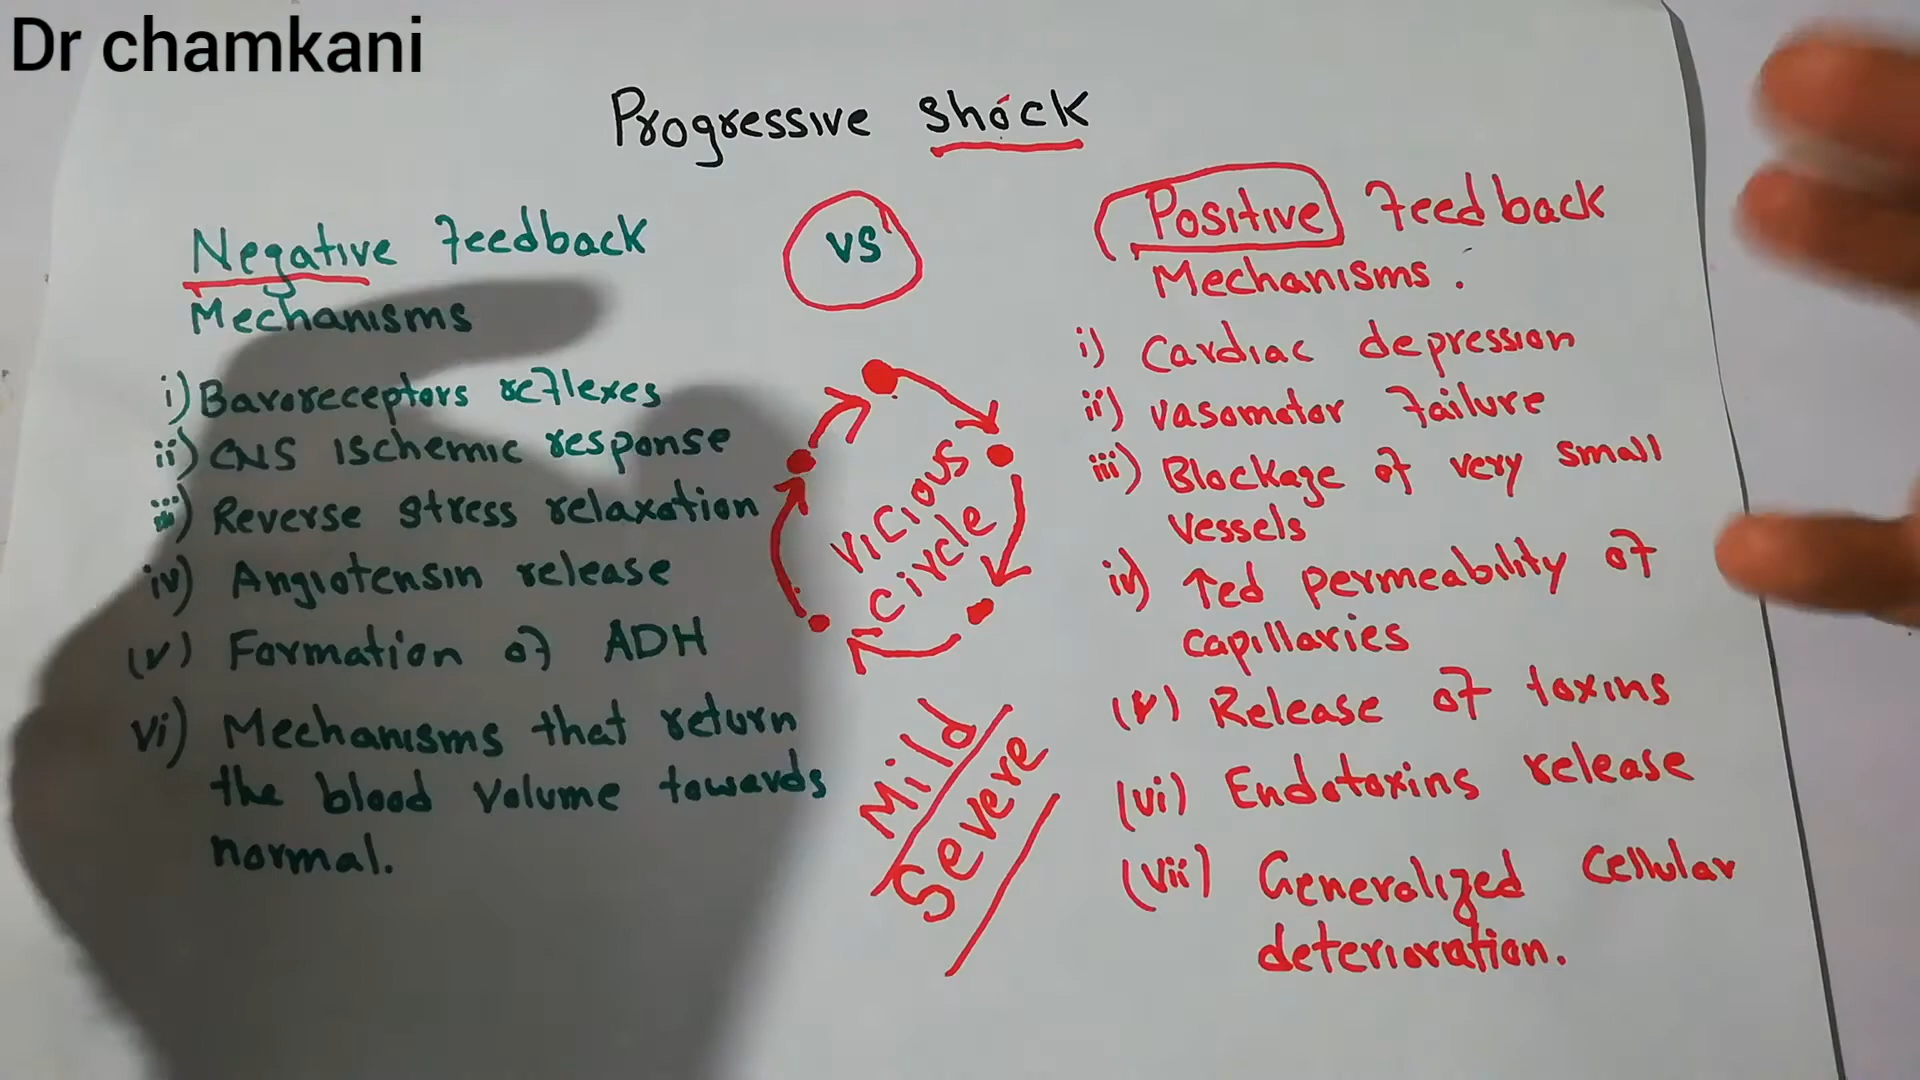 Dr chamkani
Progressive shock
Negative Feedback
Mechanisms
i) Baroreceptors reflexes
ii) CNS Ischemic response
iii) Reverse stress relaxation
iv) Angiotensin release
(v) Formation of ADH
vi) Mechanisms that return
the blood volume towards
normal.
vs
VICIOUS
CIrcle
Mild
Severe
Positive Feedback
Mechanisms.
i) Cardiac depression
ii) vasomotor Failure
iii) Blockage of very small
vessels
iv) ↑ed permeability of
capillaries
(v) Release of toxins
(vi) Endotoxins release
(vii) Generalized cellular
deterioration.